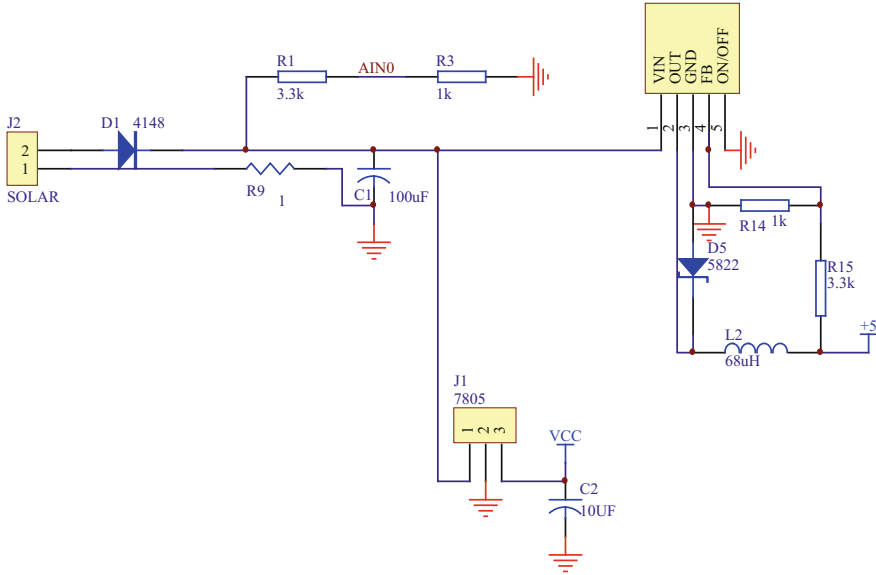 VIN
OUT
GND
FB
ON/OFF
1
2
3
4
5
R1
3.3k
AIN0
R3
1k
J2
2
1
SOLAR
D1 4148
R9
1
C1
100uF
R14
1k
D5
5822
R15
3.3k
+5
L2
68uH
J1
7805
1
2
3
VCC
C2
10UF